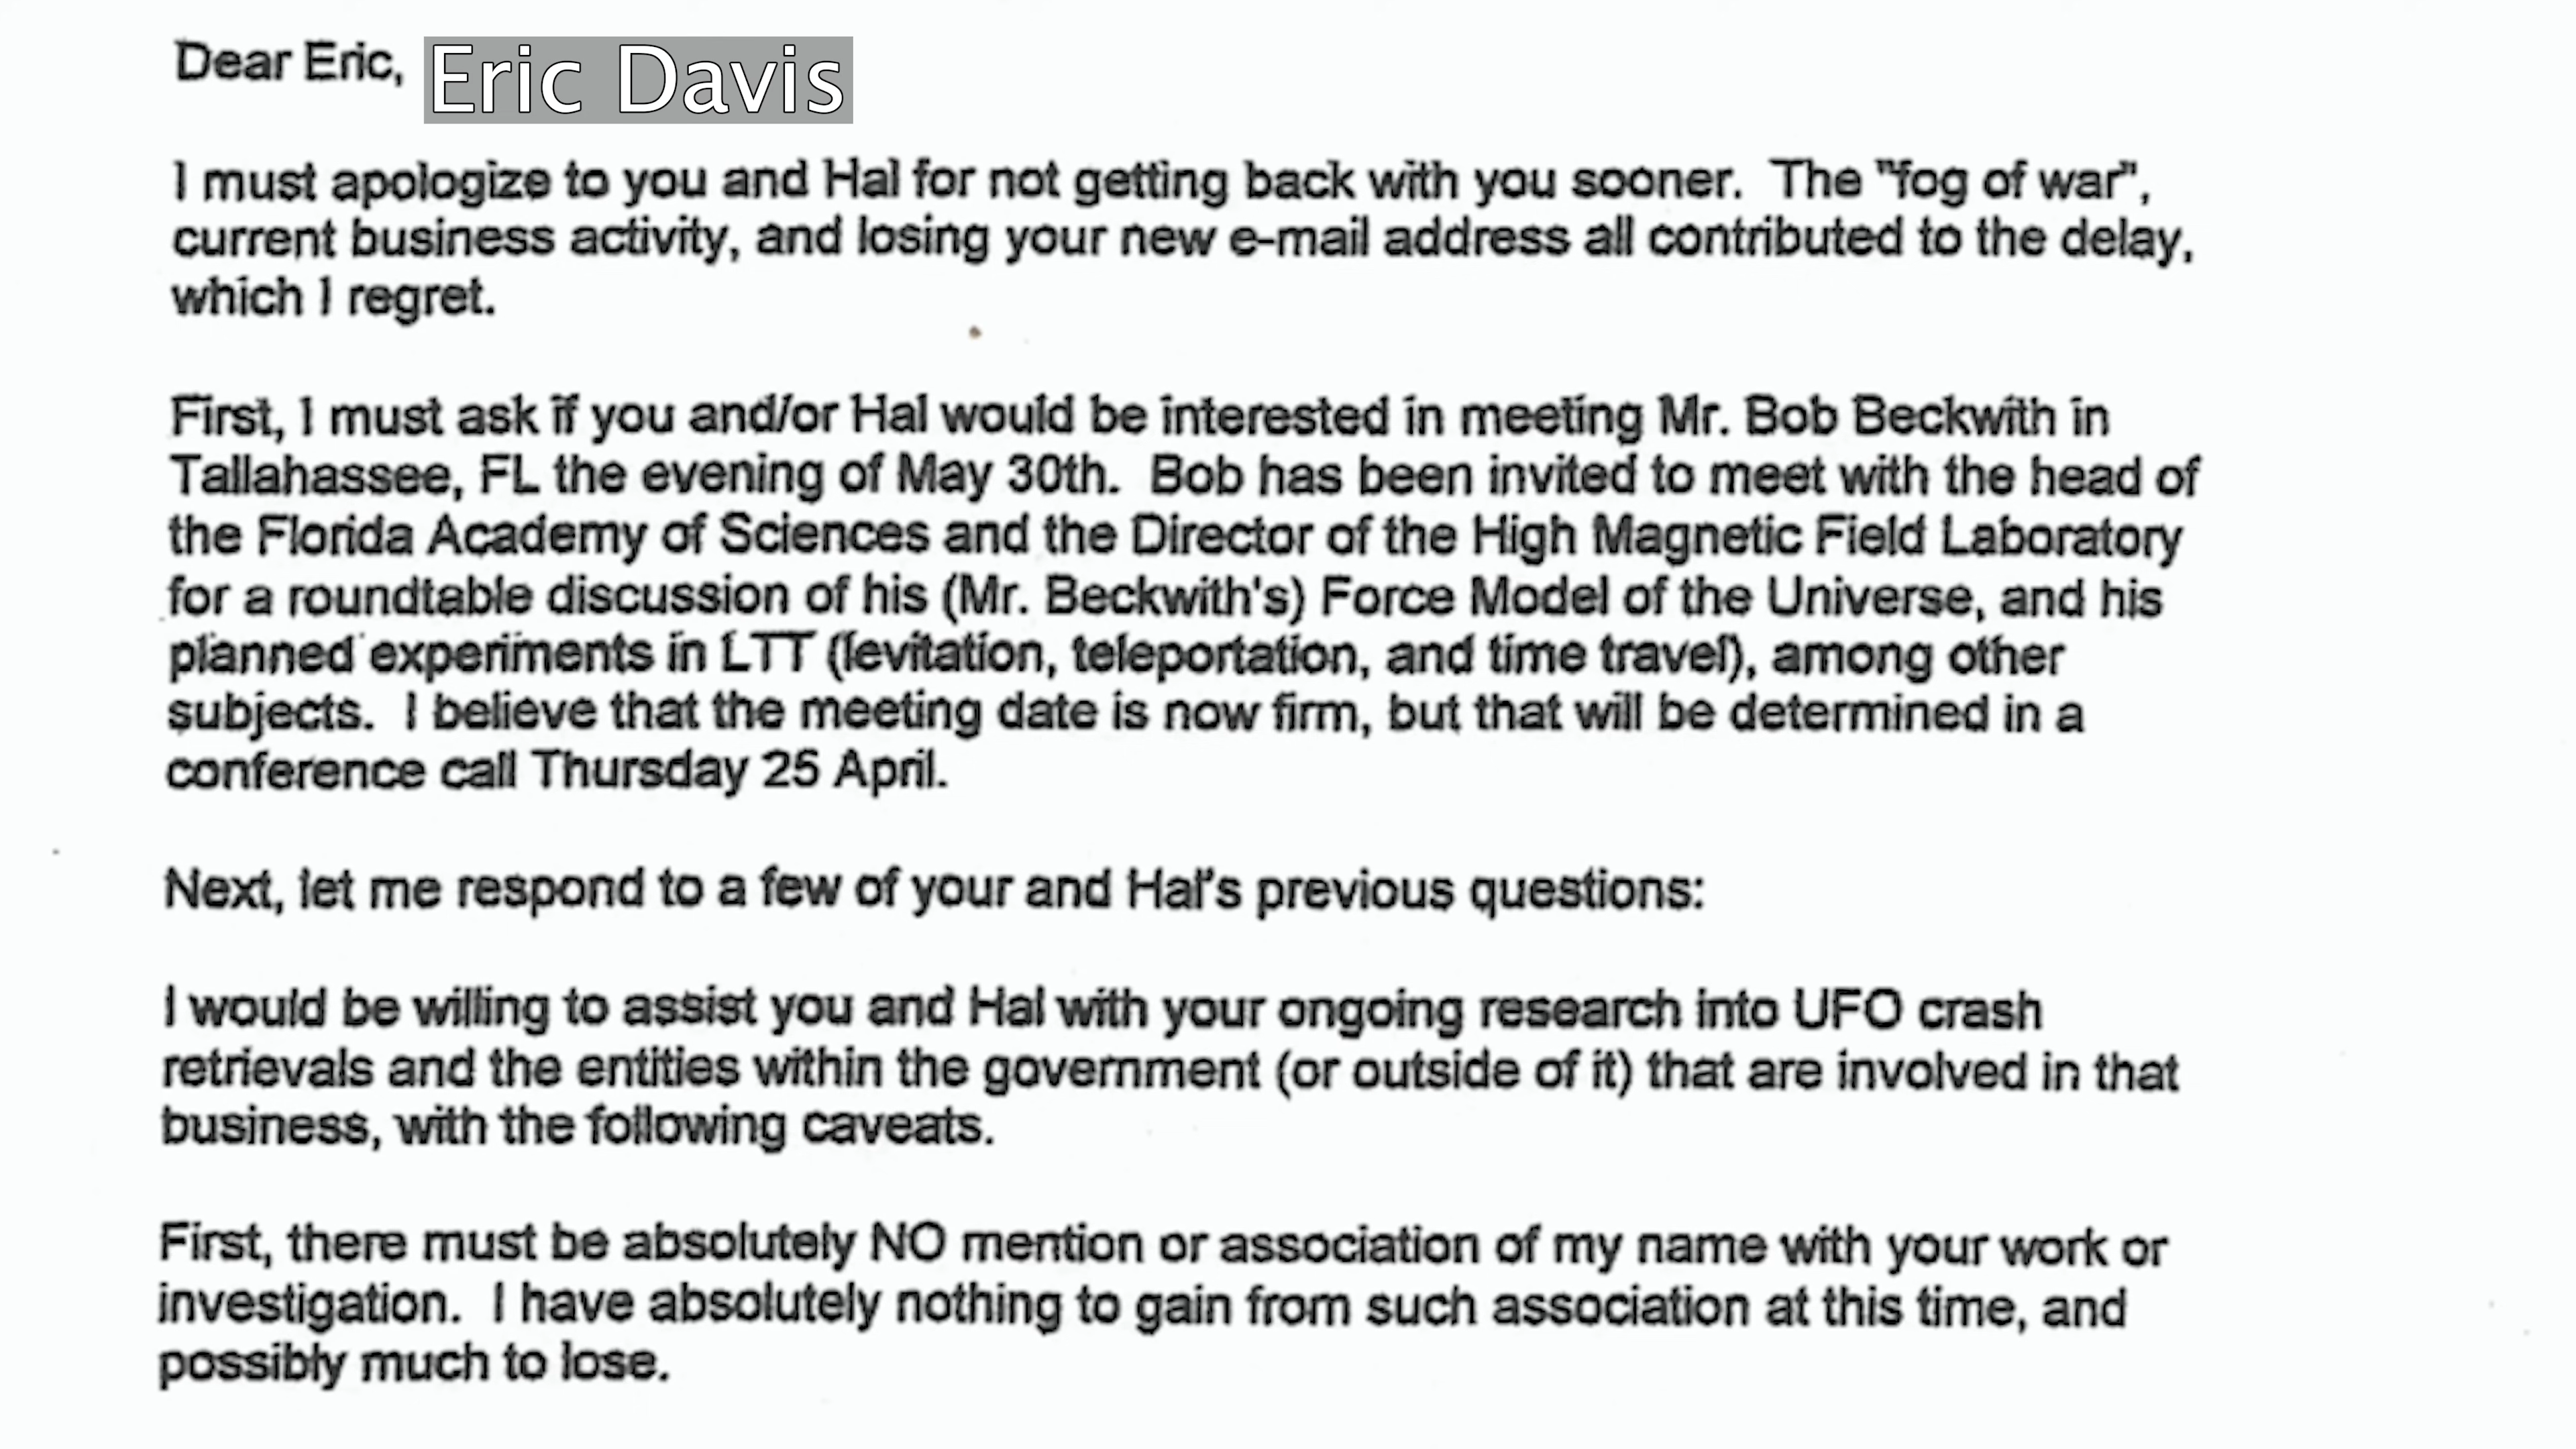 Dear Eric, Eric Davis
I must apologize to you and Hal for not getting back with you sooner. The "fog of war",
current business activity, and losing your new e-mail address all contributed to the delay,
which I regret.
First, I must ask if you and/or Hal would be interested in meeting Mr. Bob Beckwith in
Tallahassee, FL the evening of May 30th. Bob has been invited to meet with the head of
the Florida Academy of Sciences and the Director of the High Magnetic Field Laboratory
for a roundtable discussion of his (Mr. Beckwith's) Force Model of the Universe, and his
planned experiments in LTT (levitation, teleportation, and time travel), among other
subjects. I believe that the meeting date is now firm, but that will be determined in a
conference call Thursday 25 April.
Next, let me respond to a few of your and Hal's previous questions:
I would be willing to assist you and Hal with your ongoing research into UFO crash
retrievals and the entities within the government (or outside of it) that are involved in that
business, with the following caveats.
First, there must be absolutely NO mention or association of my name with your work or
investigation. I have absolutely nothing to gain from such association at this time, and
possibly much to lose.